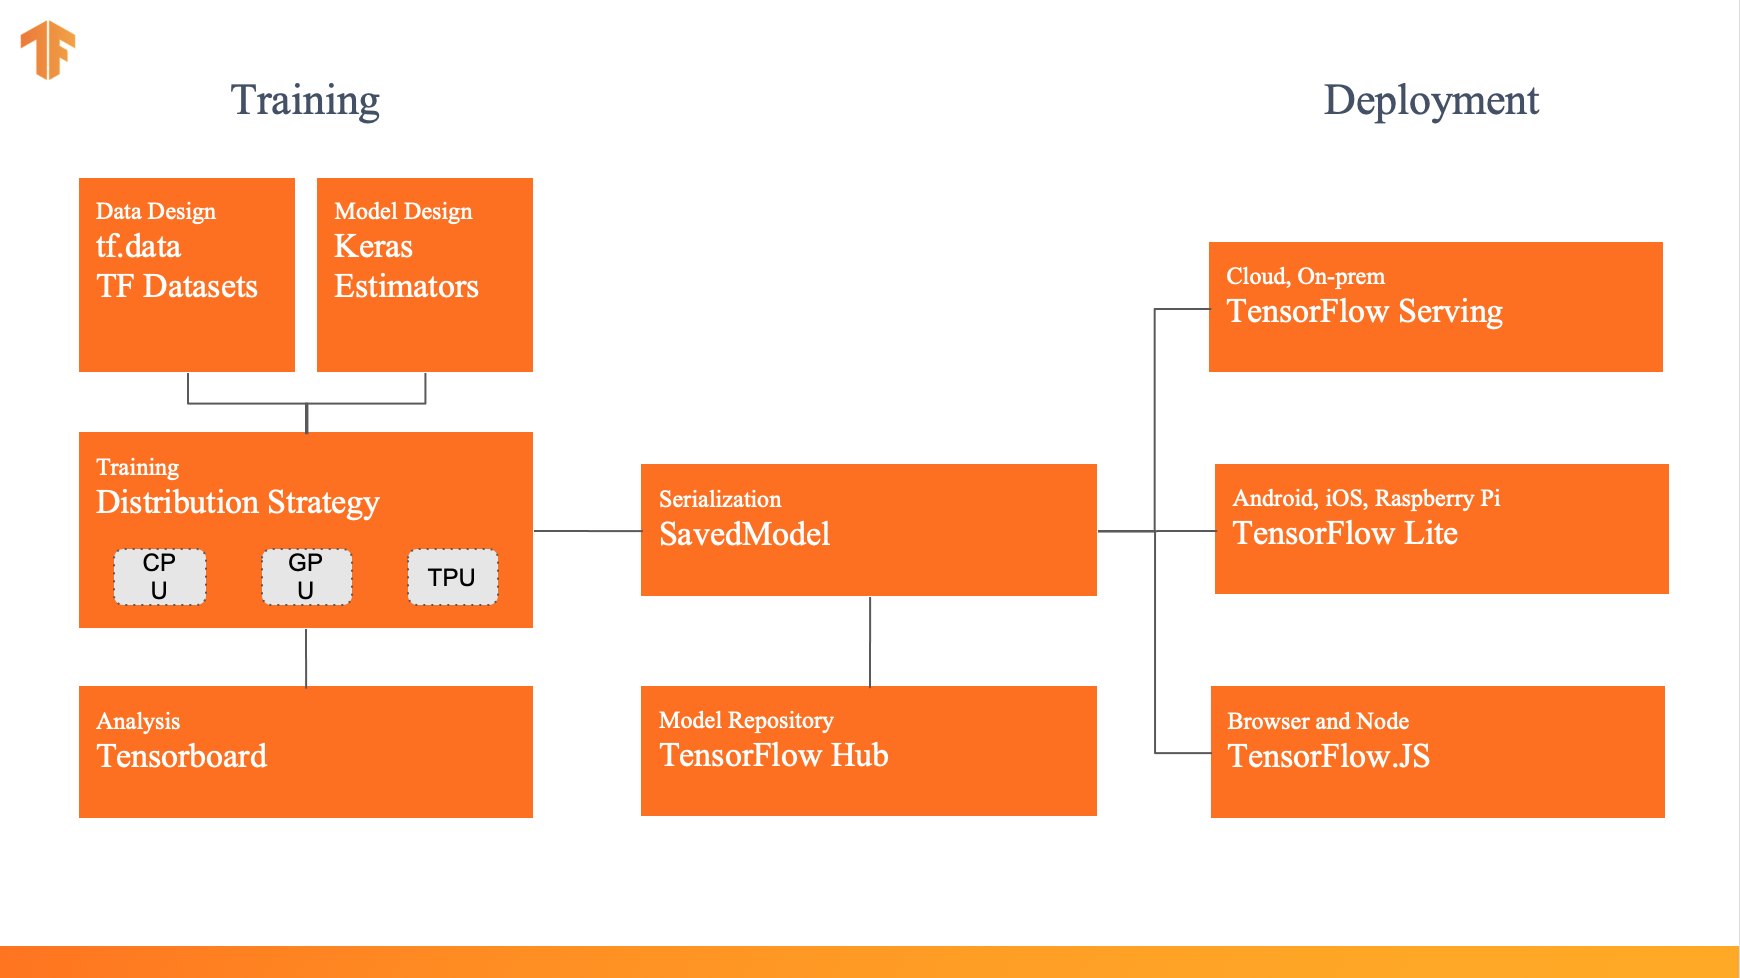 Training
Deployment
Data Design
tf.data
TF Datasets
Model Design
Keras
Estimators
Training
Distribution Strategy
CP
U
GP
U
TPU
Analysis
Tensorboard
Serialization
SavedModel
Model Repository
TensorFlow Hub
Cloud, On-prem
TensorFlow Serving
Android, iOS, Raspberry Pi
TensorFlow Lite
Browser and Node
TensorFlow.JS